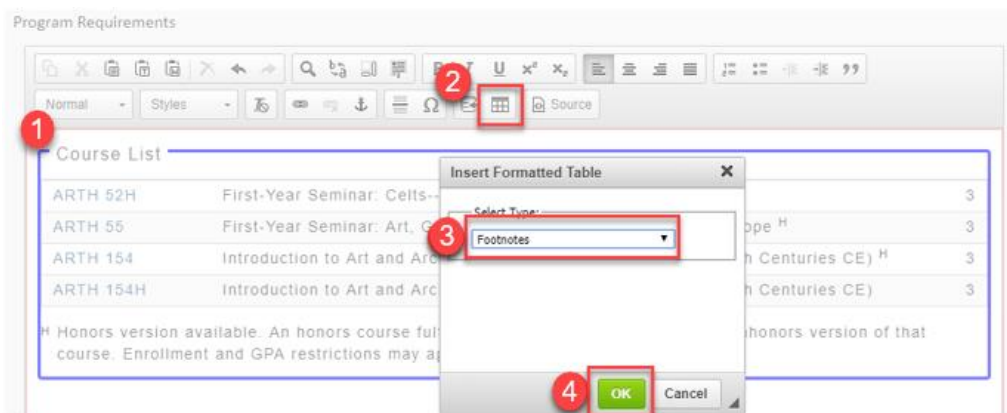 Program Requirements
2
B I U x² x₂
Normal Styles Ω Source
1
Course List
Insert Formatted Table X
ARTH 52H First-Year Seminar: Celts-- 3
Select Type:
ARTH 55 First-Year Seminar: Art, G ope H 3
3 Footnotes
ARTH 154 Introduction to Art and Arc h Centuries CE) H 3
ARTH 154H Introduction to Art and Arc h Centuries CE) 3
H Honors version available. An honors course ful nhonors version of that
course. Enrollment and GPA restrictions may a
4 OK Cancel